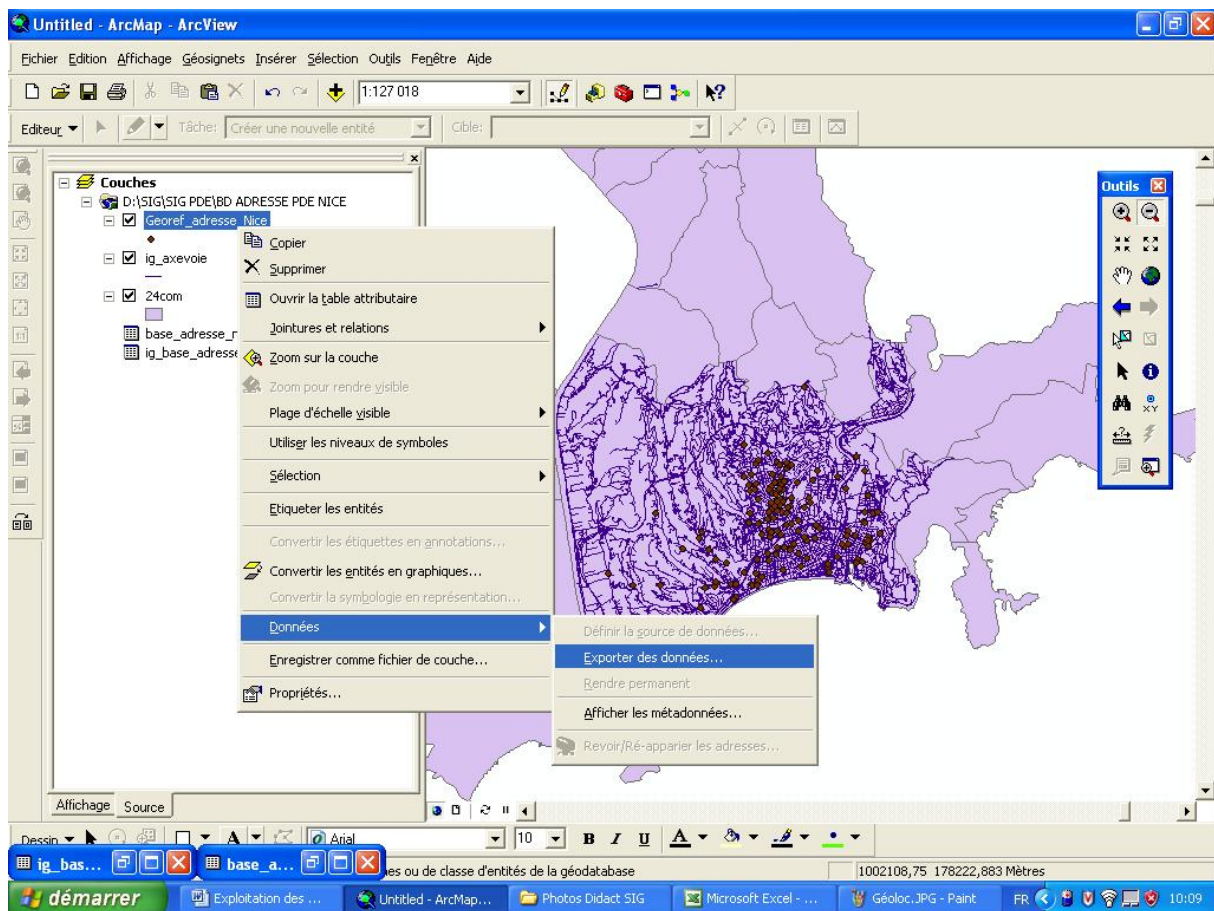 Untitled - ArcMap - ArcView
Fichier Edition Affichage Géosignets Insérer Sélection Outils Fenêtre Aide
1:127 018
Editeur Tâche: Créer une nouvelle entité Cible:
Couches
D:\SIG\SIG PDE\BD ADRESSE PDE NICE
Georef_adresse_Nice
ig_axevoie
24com
base_adresse_r
ig_base_adresse
Copier
Supprimer
Ouvrir la table attributaire
Jointures et relations
Zoom sur la couche
Zoom pour rendre visible
Plage d'échelle visible
Utiliser les niveaux de symboles
Sélection
Etiqueter les entités
Convertir les étiquettes en annotations...
Convertir les entités en graphiques...
Convertir la symbologie en représentation...
Données
Enregistrer comme fichier de couche...
Propriétés...
Définir la source de données...
Exporter des données...
Rendre permanent
Afficher les métadonnées...
Revoir/Ré-apparier les adresses...
Outils
1:1
XY
Affichage Source
Dessin A Arial 10 B I U A
ig_bas... base_a... es ou de classe d'entités de la géodatabase 1002108,75 178222,883 Mètres
démarrer Exploitation des ... Untitled - ArcMap... Photos Didact SIG Microsoft Excel - ... Géoloc.JPG - Paint FR 10:09